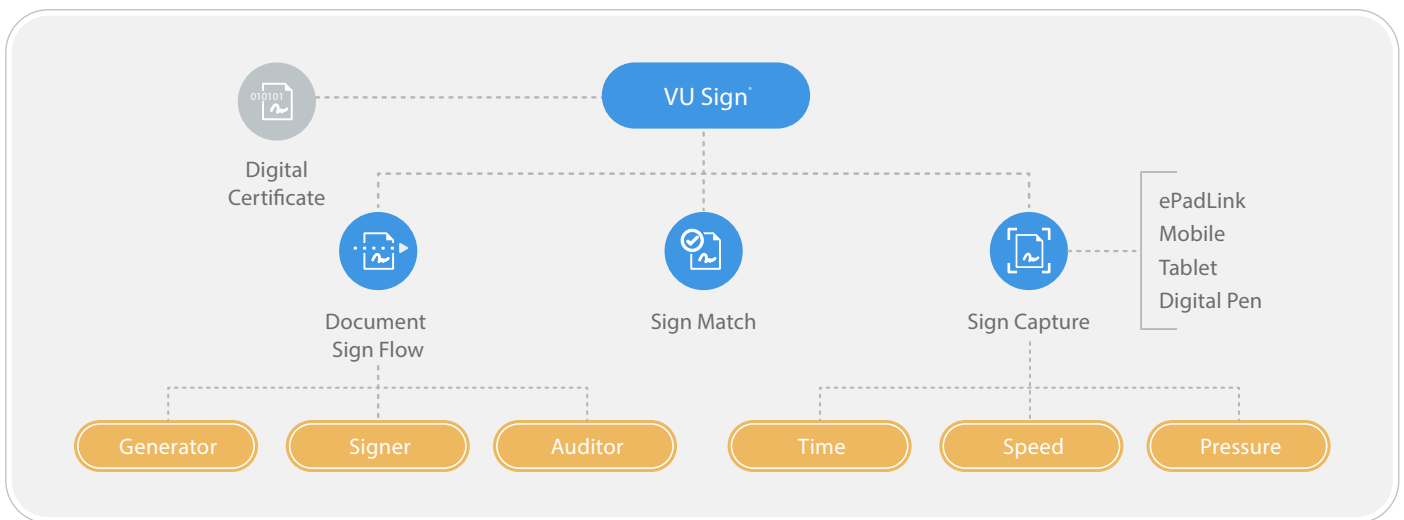 VU Sign*
010101
Digital
Certificate
ePadLink
Mobile
Tablet
Digital Pen
Document
Sign Flow
Sign Match
Sign Capture
Generator
Signer
Auditor
Time
Speed
Pressure